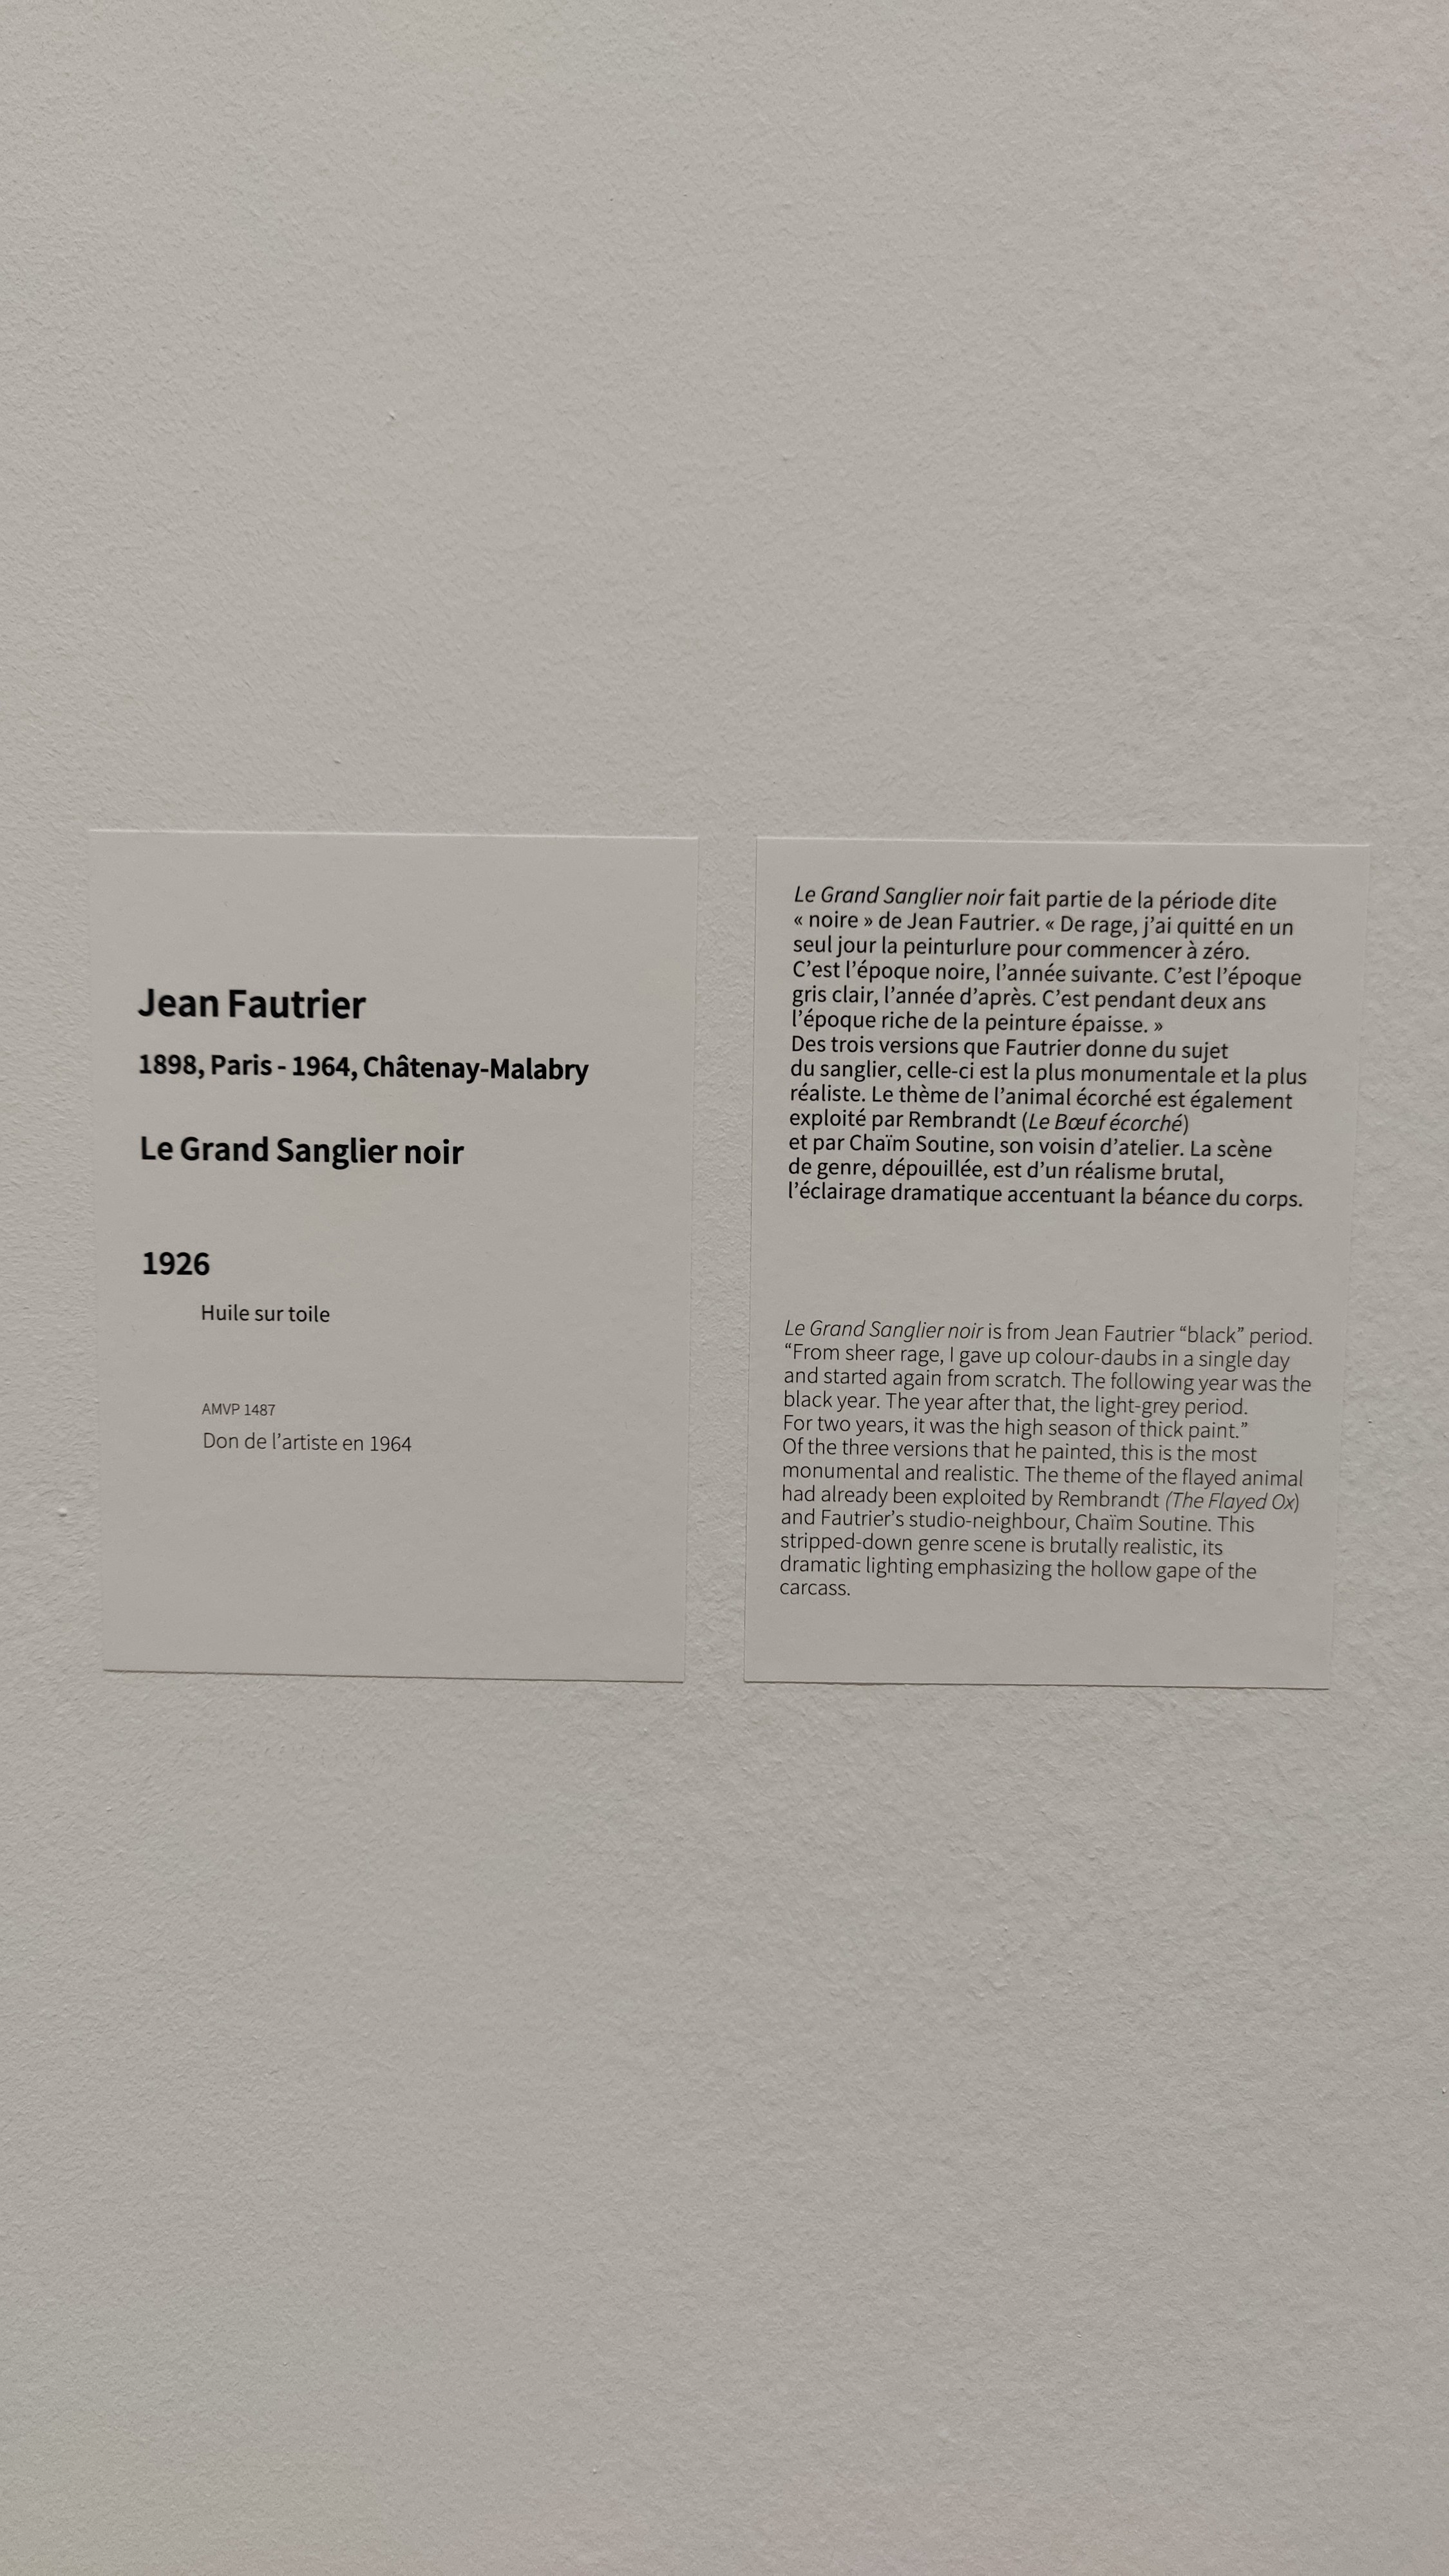 Jean Fautrier
1898, Paris - 1964, Châtenay-Malabry
Le Grand Sanglier noir
1926
Huile sur toile
AMVP 1487
Don de l’artiste en 1964
Le Grand Sanglier noir fait partie de la période dite
« noire » de Jean Fautrier. « De rage, j’ai quitté en un
seul jour la peinturlure pour commencer à zéro.
C’est l’époque noire, l’année suivante. C’est l’époque
gris clair, l’année d’après. C’est pendant deux ans
l’époque riche de la peinture épaisse. »
Des trois versions que Fautrier donne du sujet
du sanglier, celle-ci est la plus monumentale et la plus
réaliste. Le thème de l’animal écorché est également
exploité par Rembrandt (Le Bœuf écorché)
et par Chaïm Soutine, son voisin d’atelier. La scène
de genre, dépouillée, est d’un réalisme brutal,
l’éclairage dramatique accentuant la béance du corps.
Le Grand Sanglier noir is from Jean Fautrier “black” period.
“From sheer rage, I gave up colour-daubs in a single day
and started again from scratch. The following year was the
black year. The year after that, the light-grey period.
For two years, it was the high season of thick paint.”
Of the three versions that he painted, this is the most
monumental and realistic. The theme of the flayed animal
had already been exploited by Rembrandt (The Flayed Ox)
and Fautrier’s studio-neighbour, Chaïm Soutine. This
stripped-down genre scene is brutally realistic, its
dramatic lighting emphasizing the hollow gape of the
carcass.